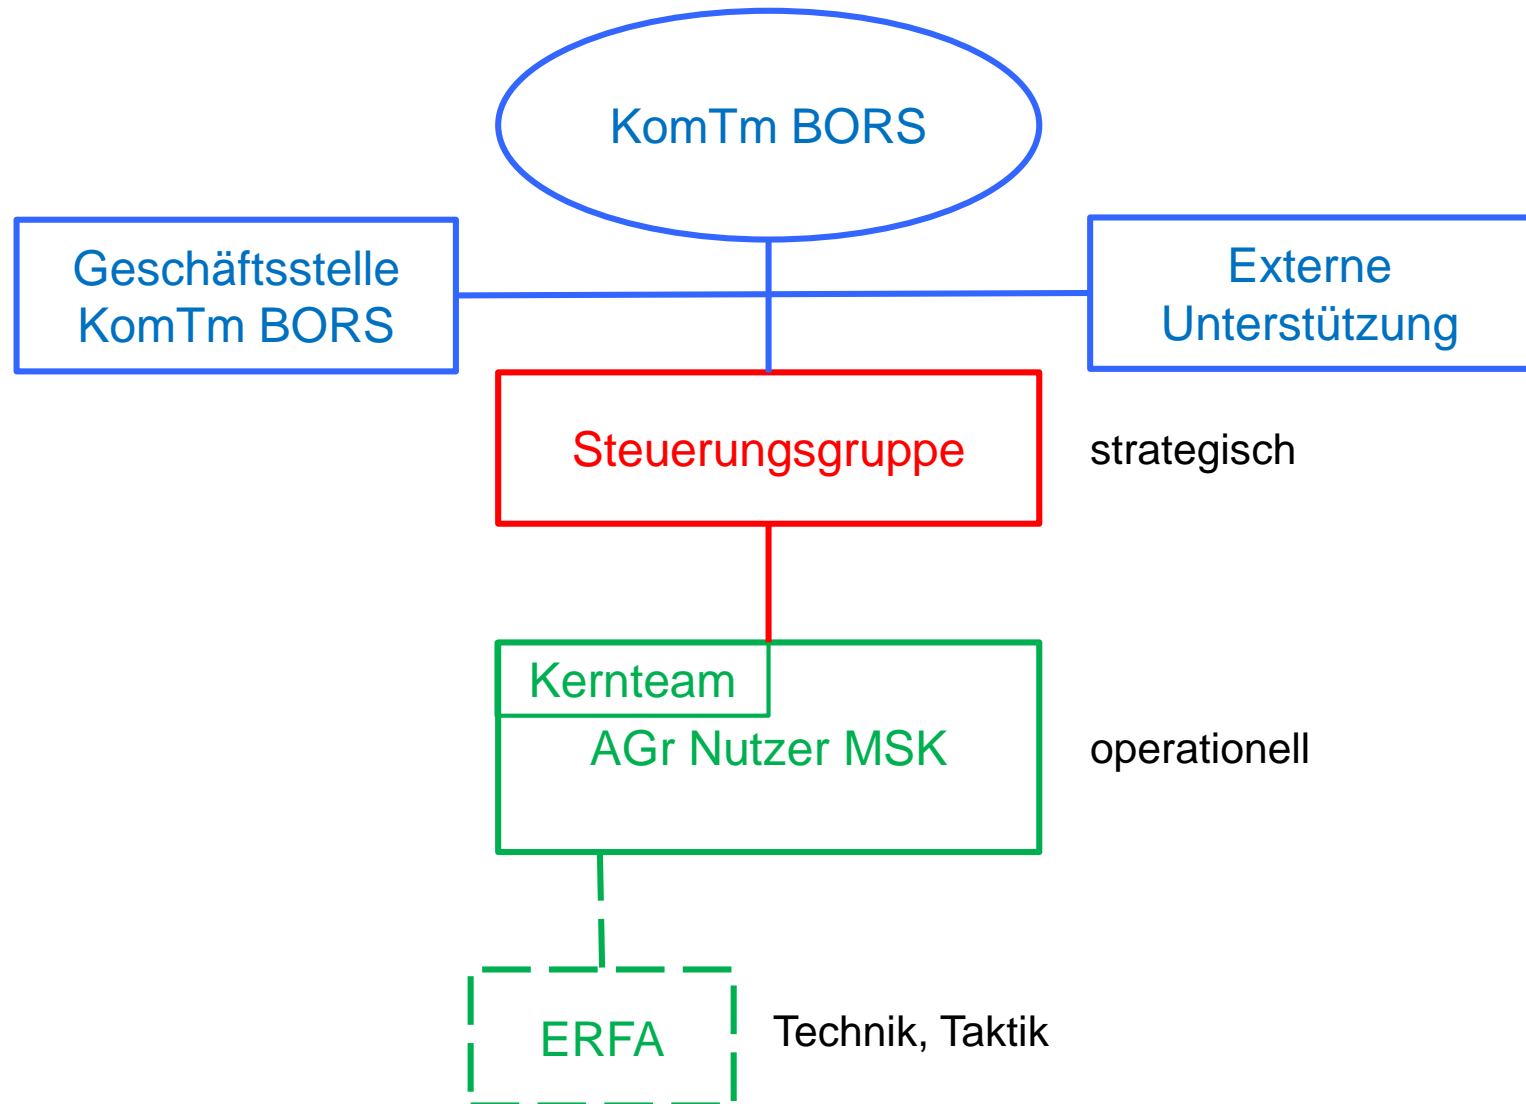 KomTm BORS
Geschäftsstelle
KomTm BORS
Externe
Unterstützung
Steuerungsgruppe
strategisch
Kernteam
AGr Nutzer MSK
operationell
ERFA
Technik, Taktik